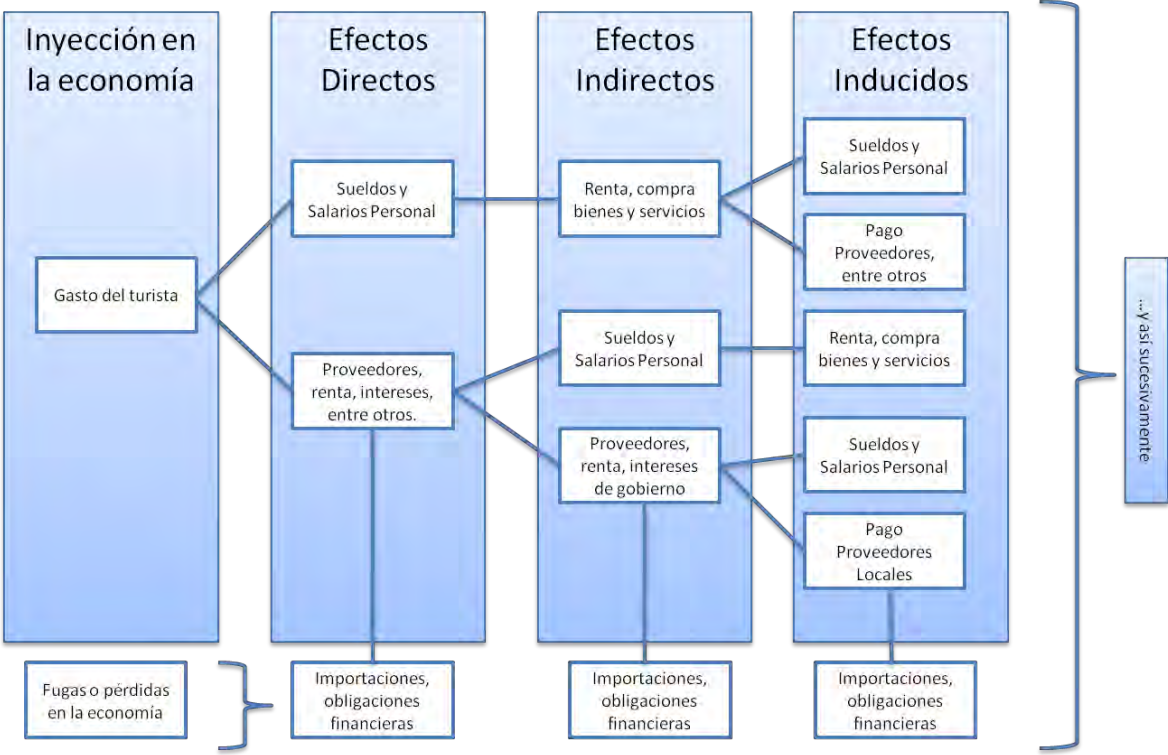 Inyección en
la economía
Gasto del turista
Efectos
Directos
Sueldos y
Salarios Personal
Proveedores,
renta, intereses,
entre otros.
Efectos
Indirectos
Renta, compra
bienes y servicios
Sueldos y
Salarios Personal
Proveedores,
renta, intereses
de gobierno
Efectos
Inducidos
Sueldos y
Salarios Personal
Pago
Proveedores,
entre otros
Renta, compra
bienes y servicios
Sueldos y
Salarios Personal
Pago
Proveedores
Locales
...y así sucesivamente
Fugas o pérdidas
en la economía
Importaciones,
obligaciones
financieras
Importaciones,
obligaciones
financieras
Importaciones,
obligaciones
financieras